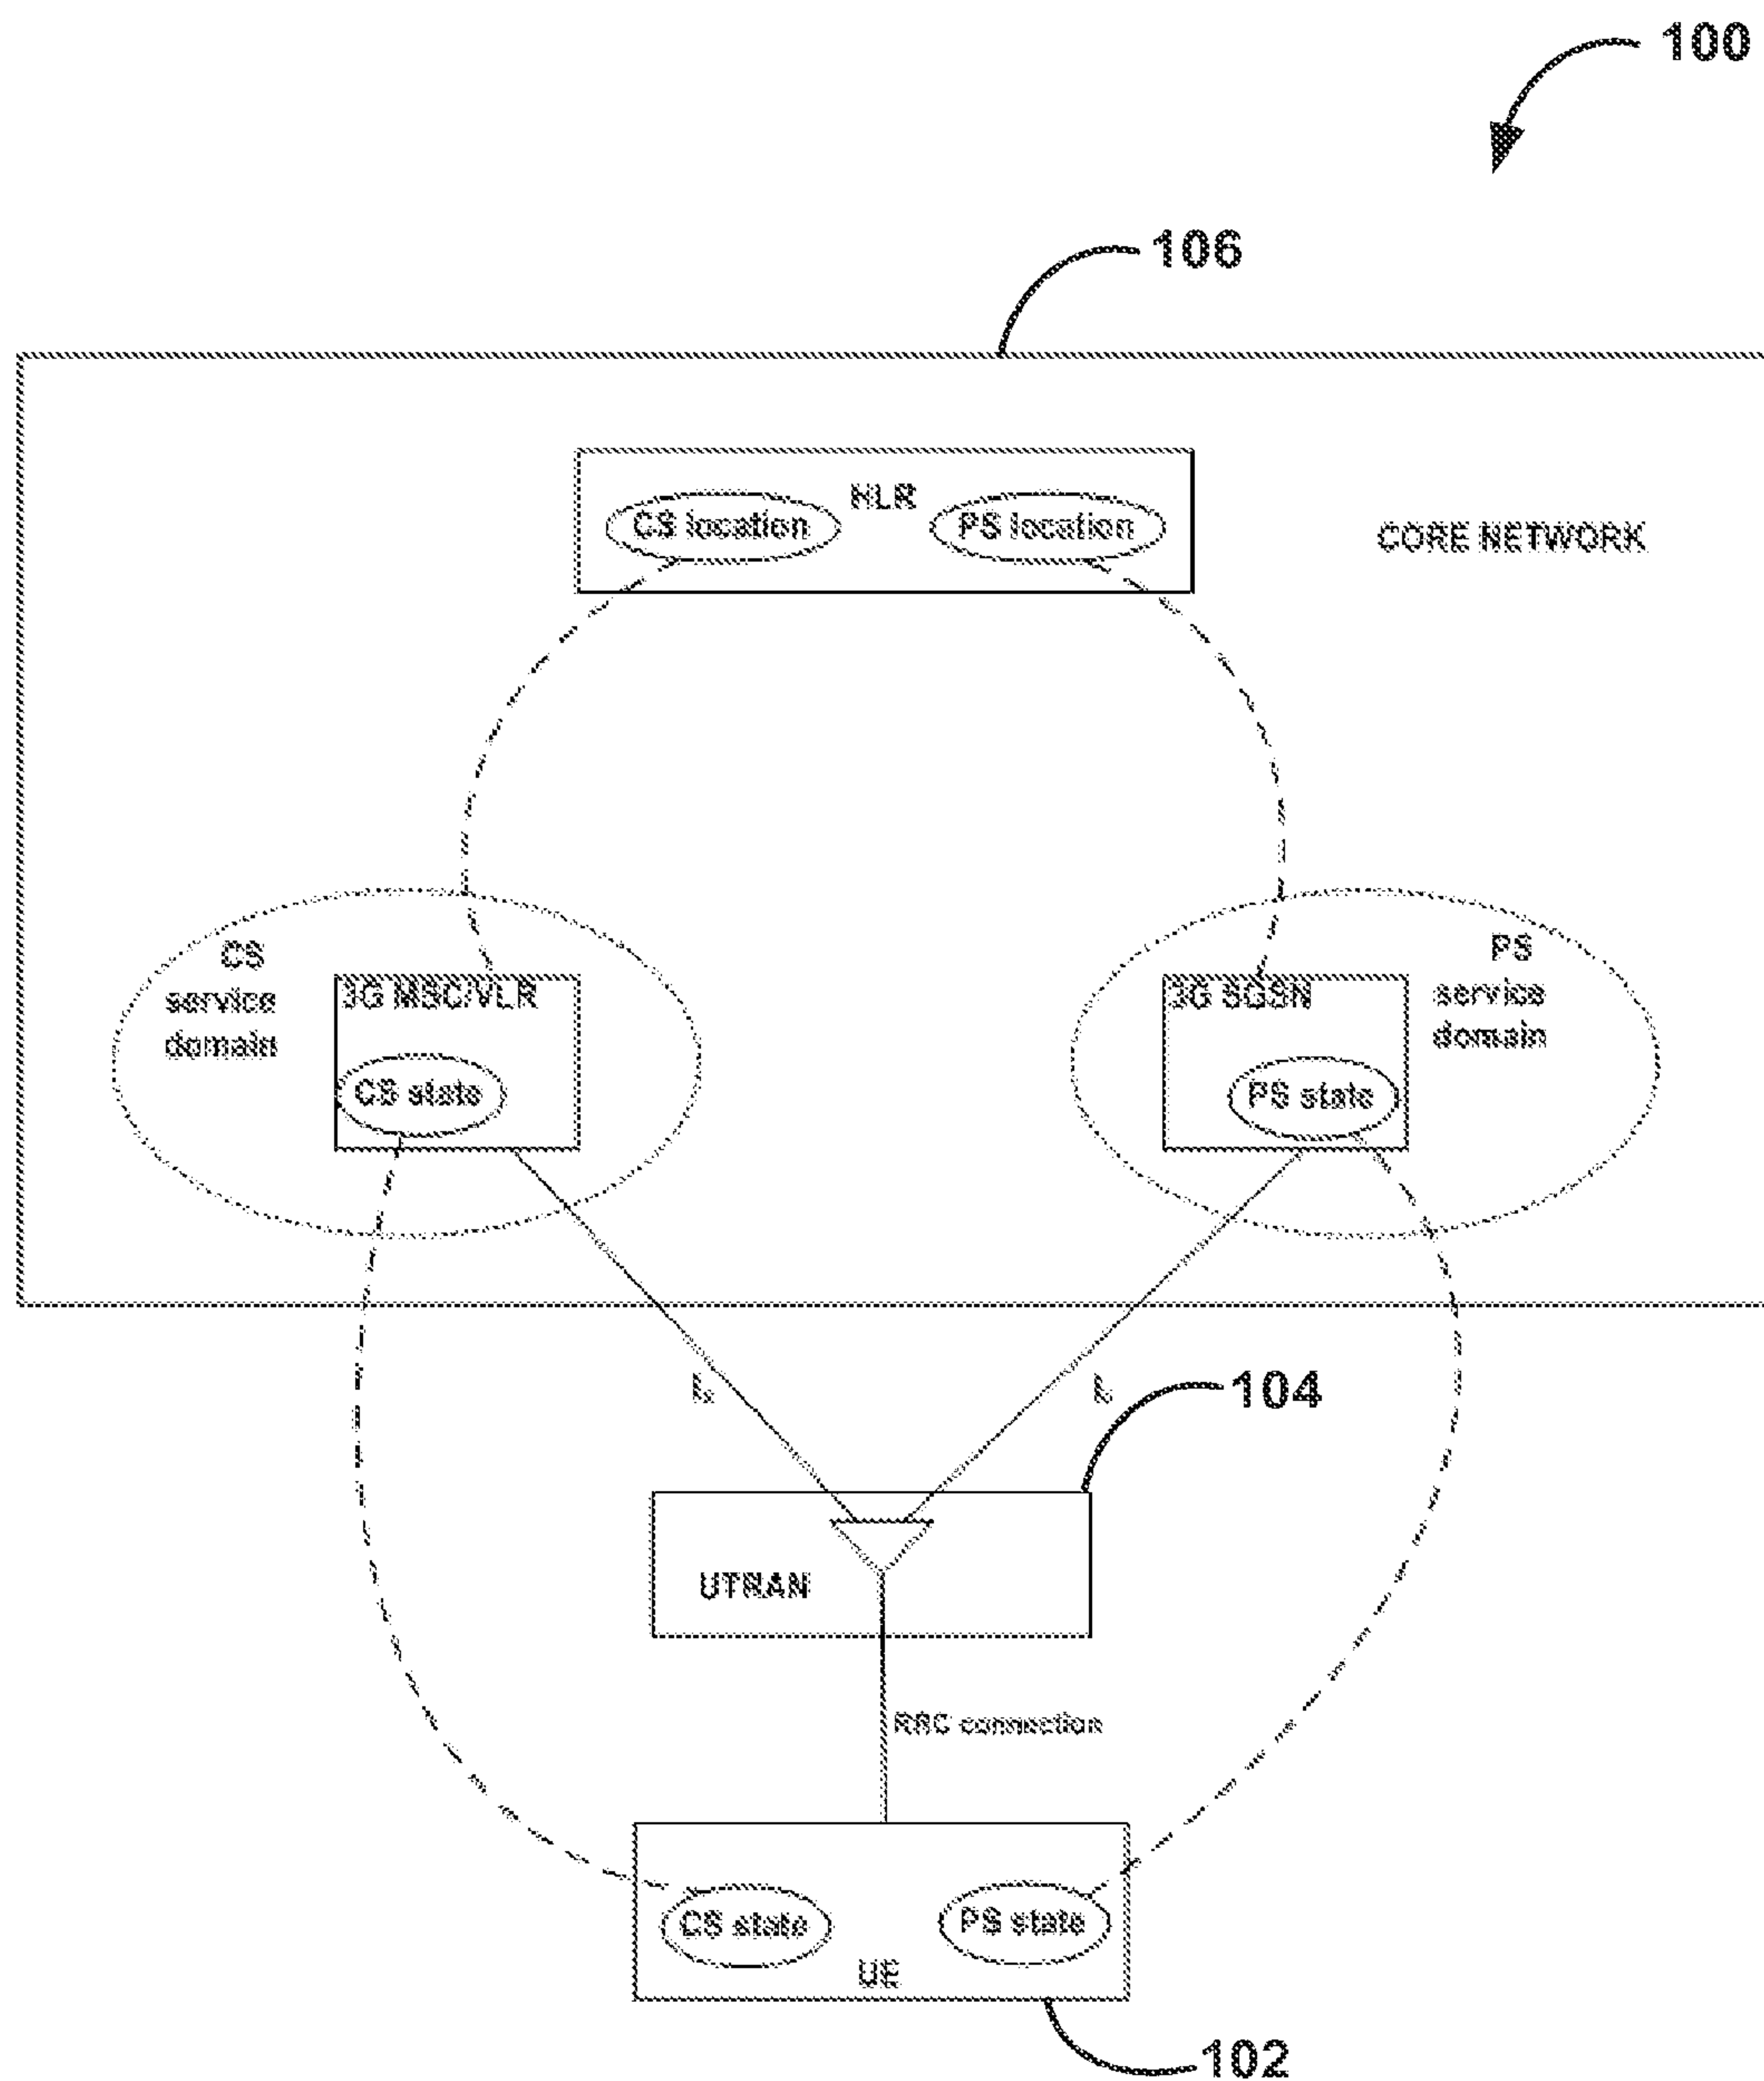 100
106
HLR
CS location
PS location
CORE NETWORK
CS
service
domain
3G MSC/VLR
CS state
3G SGSN
PS state
PS
service
domain
104
UTRAN
RRC connection
CS state
PS state
UE
102